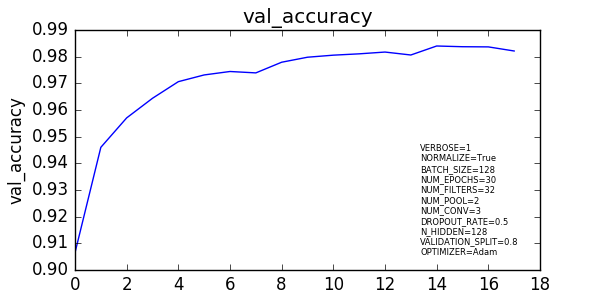 val_accuracy
0.99
0.98
0.97
0.96
0.95
0.94
0.93
0.92
0.91
0.90
val_accuracy
VERBOSE=1
NORMALIZE=True
BATCH_SIZE=128
NUM_EPOCHS=30
NUM_FILTERS=32
NUM_POOL=2
NUM_CONV=3
DROPOUT_RATE=0.5
N_HIDDEN=128
VALIDATION_SPLIT=0.8
OPTIMIZER=Adam
0 2 4 6 8 10 12 14 16 18